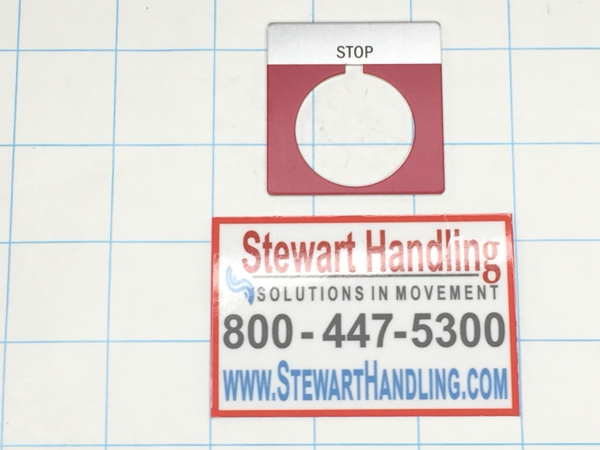 STOP
Stewart Handling
SOLUTIONS IN MOVEMENT
800-447-5300
WWW.STEWARTHANDLING.COM